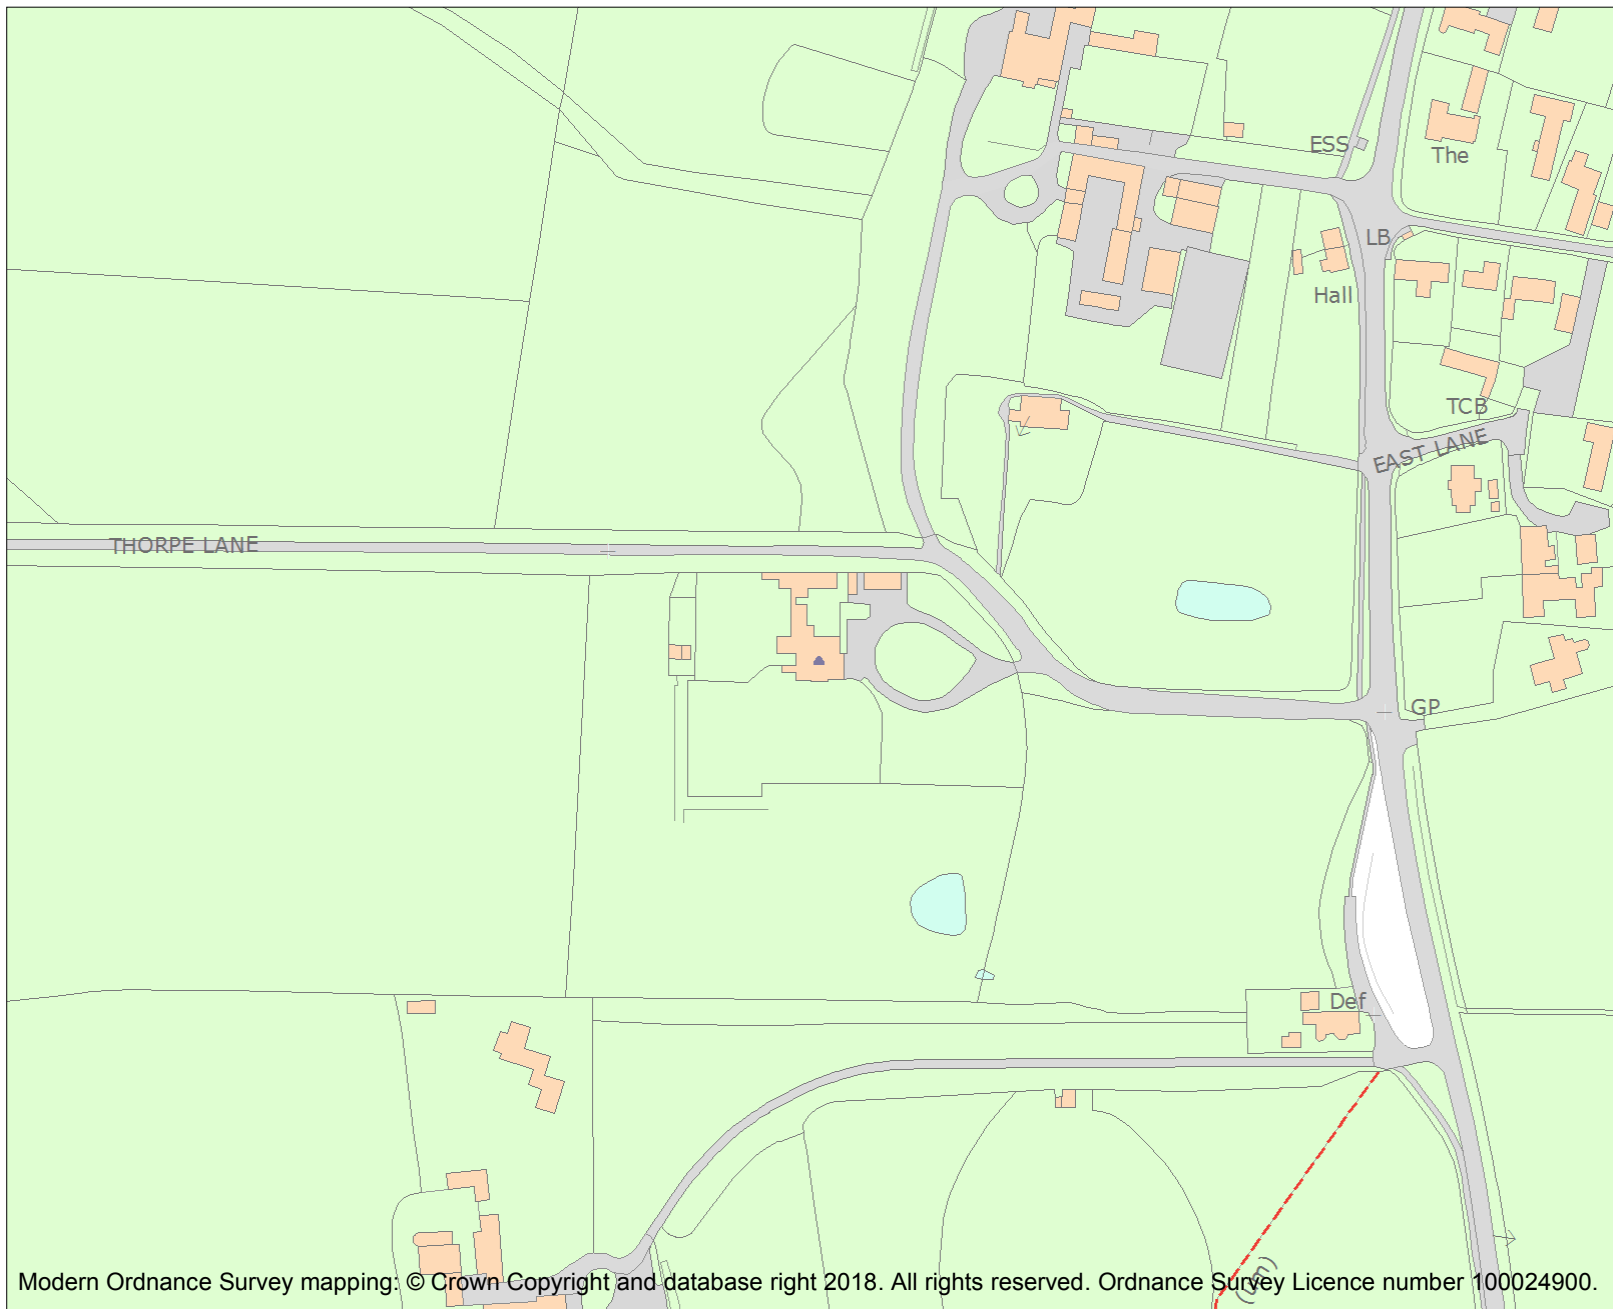 ESS
The
LB
Hall
TCB
EAST LANE
THORPE LANE
GP
Def
(um)
Modern Ordnance Survey mapping: © Crown Copyright and database right 2018. All rights reserved. Ordnance Survey Licence number 100024900.